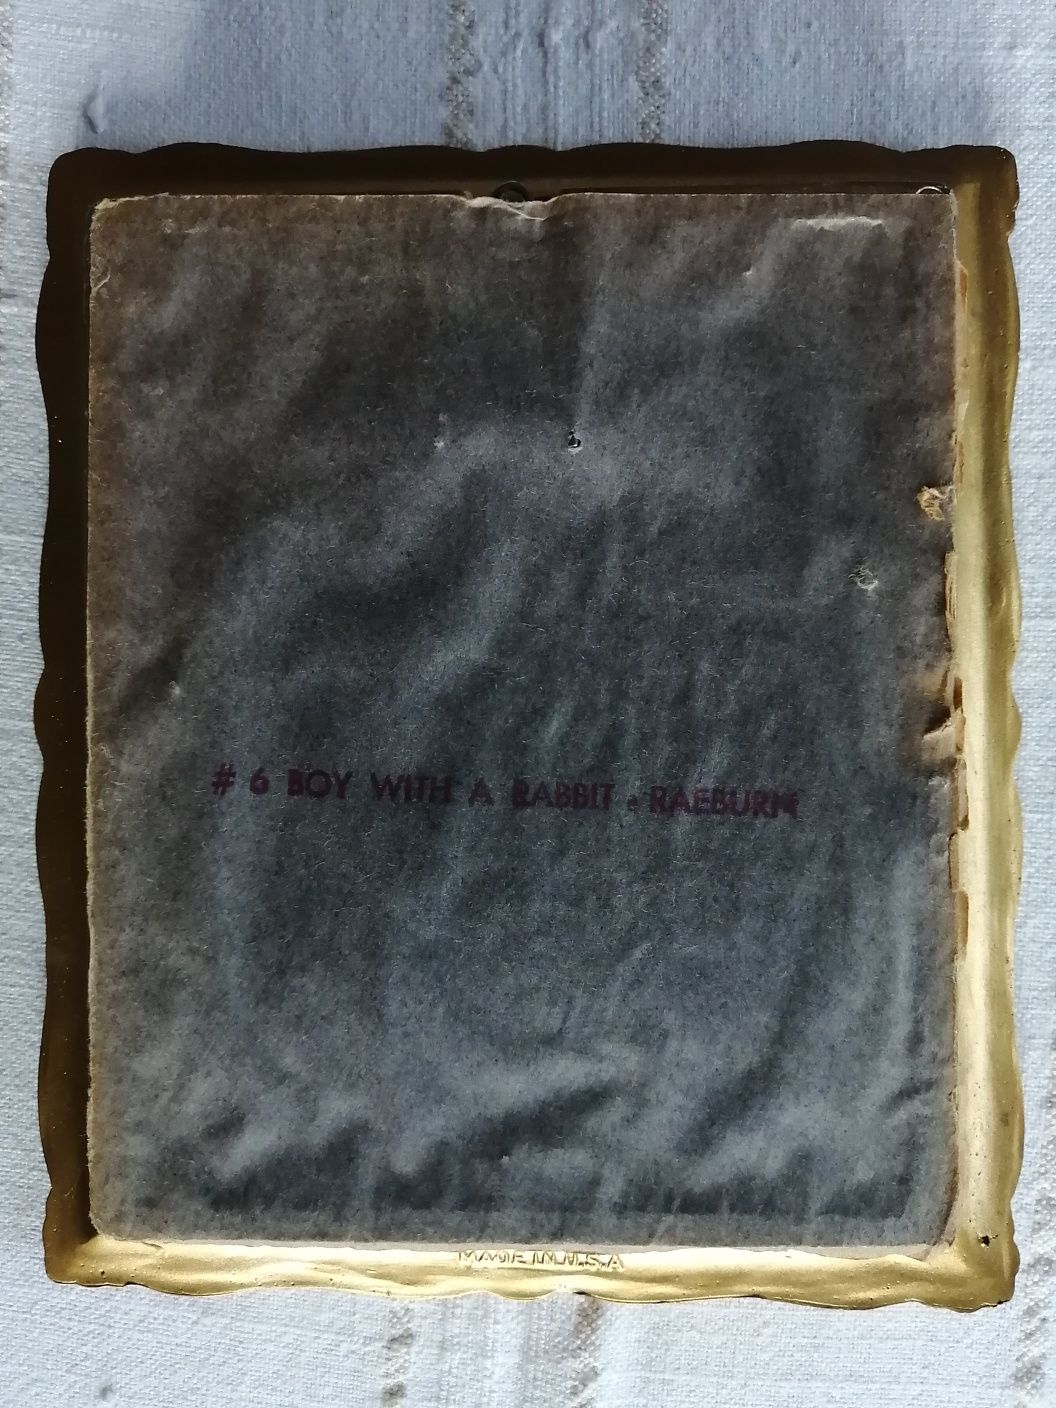 # 6 BOY WITH A RABBIT - RAEBURN
MADE IN U.S.A